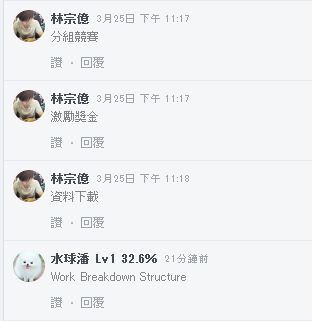 林宗億 3月25日 下午 11:17
分組競賽
讚 · 回覆
林宗億 3月25日 下午 11:17
激勵獎金
讚 · 回覆
林宗億 3月25日 下午 11:18
資料下載
讚 · 回覆
水球潘 Lv1 32.6% 21分鐘前
Work Breakdown Structure
讚 · 回覆